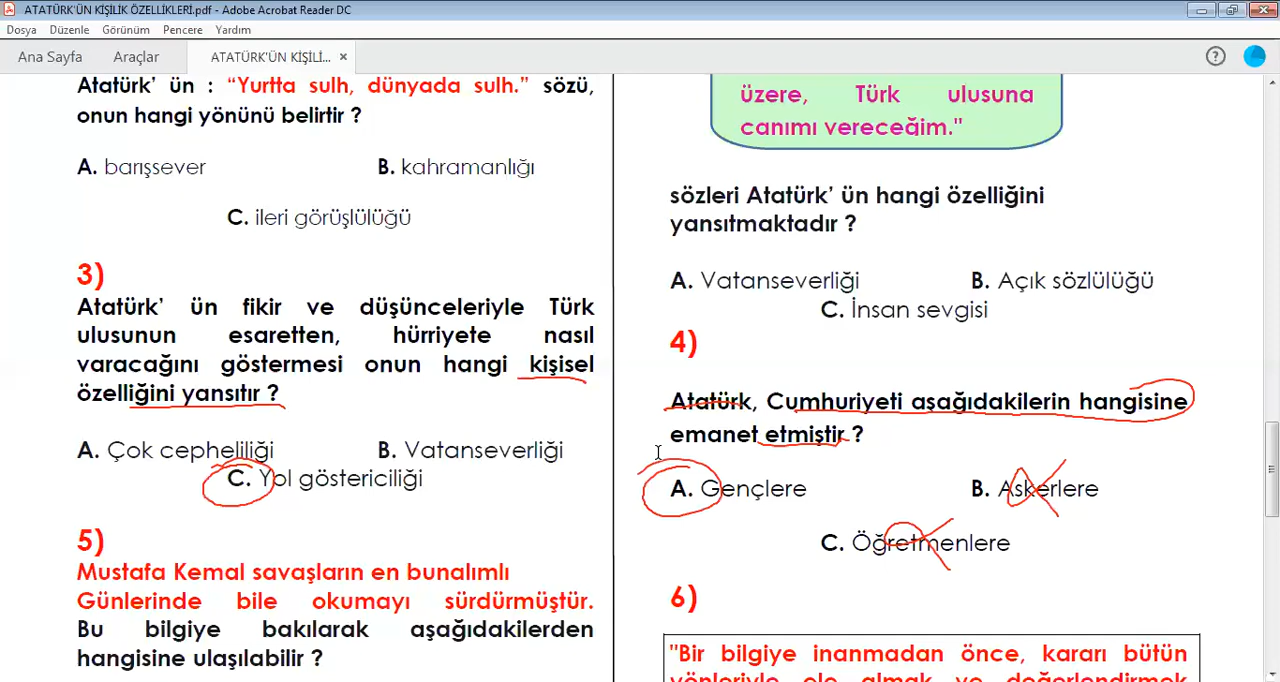 ATATÜRK'ÜN KİŞİLİK ÖZELLİKLERİ.pdf - Adobe Acrobat Reader DC
Dosya Düzenle Görünüm Pencere Yardım
Ana Sayfa Araçlar ATATÜRK'ÜN KİŞİLİ... ×
Atatürk' ün : “Yurtta sulh, dünyada sulh.” sözü,
onun hangi yönünü belirtir ?
A. barışsever B. kahramanlığı
C. ileri görüşlülüğü
3)
Atatürk' ün fikir ve düşünceleriyle Türk
ulusunun esaretten, hürriyete nasıl
varacağını göstermesi onun hangi kişisel
özelliğini yansıtır ?
A. Çok cepheliliği B. Vatanseverliği
C. Yol göstericiliği
5)
Mustafa Kemal savaşların en bunalımlı
Günlerinde bile okumayı sürdürmüştür.
Bu bilgiye bakılarak aşağıdakilerden
hangisine ulaşılabilir ?
üzere, Türk ulusuna
canımı vereceğim."
sözleri Atatürk' ün hangi özelliğini
yansıtmaktadır ?
A. Vatanseverliği B. Açık sözlülüğü
C. İnsan sevgisi
4)
Atatürk, Cumhuriyeti aşağıdakilerin hangisine
emanet etmiştir ?
A. Gençlere B. Askerlere
C. Öğretmenlere
6)
"Bir bilgiye inanmadan önce, kararı bütün
yönleriyle ele almak ve değerlendirmek